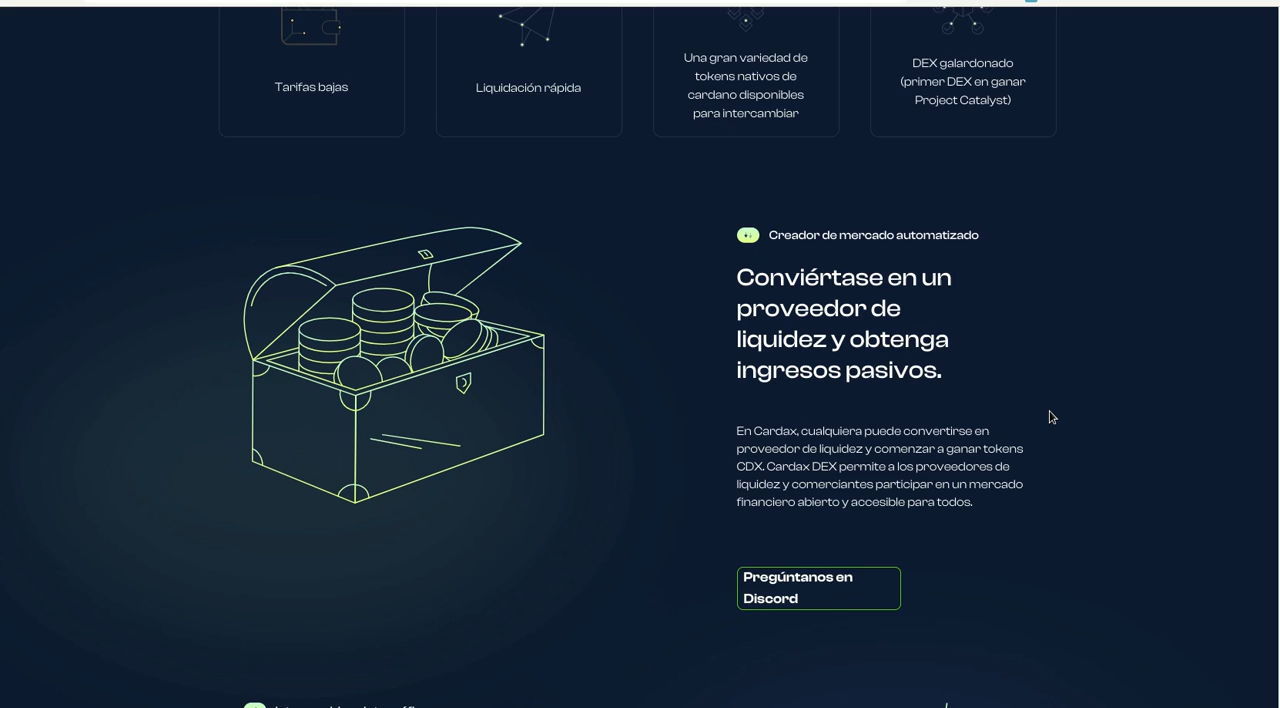 Tarifas bajas
Liquidación rápida
Una gran variedad de
tokens nativos de
cardano disponibles
para intercambiar
DEX galardonado
(primer DEX en ganar
Project Catalyst)
Creador de mercado automatizado
Conviértase en un
proveedor de
liquidez y obtenga
ingresos pasivos.
En Cardax, cualquiera puede convertirse en
proveedor de liquidez y comenzar a ganar tokens
CDX. Cardax DEX permite a los proveedores de
liquidez y comerciantes participar en un mercado
financiero abierto y accesible para todos.
Pregúntanos en
Discord